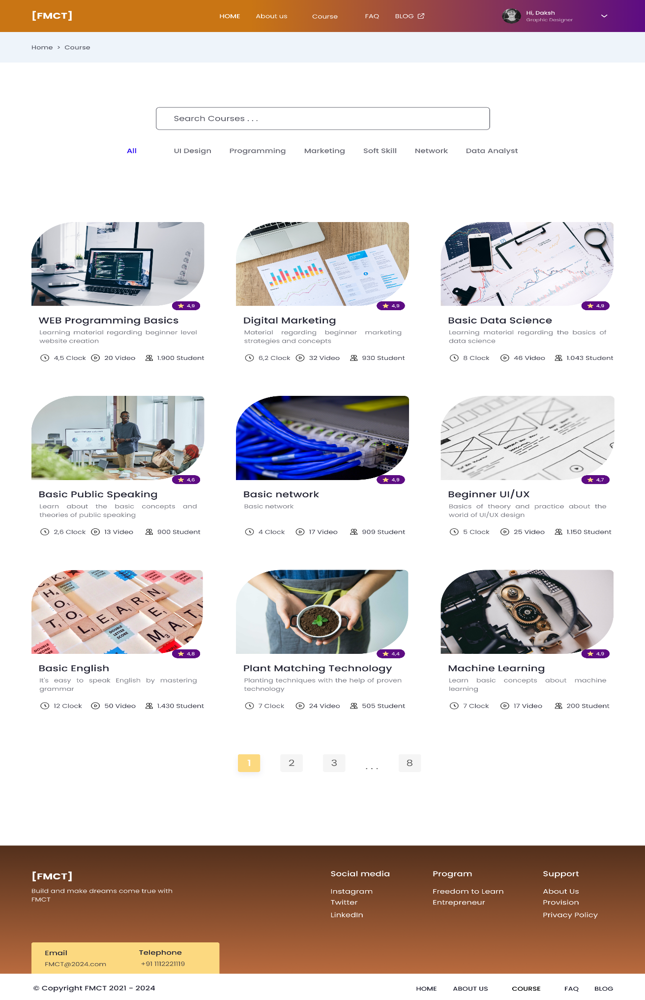 [FMCT]
HOME About us Course FAQ BLOG
Hi, Daksh
Graphic Designer
Home > Course
Search Courses . . .
All UI Design Programming Marketing Soft Skill Network Data Analyst
4,9
WEB Programming Basics
Learning material regarding beginner level
website creation
4,5 Clock 20 Video 1.900 Student
4,9
Digital Marketing
Material regarding beginner marketing
strategies and concepts
6,2 Clock 32 Video 930 Student
4,9
Basic Data Science
Learning material regarding the basics of
data science
8 Clock 46 Video 1.043 Student
4,6
Basic Public Speaking
Learn about the basic concepts and
theories of public speaking
2,6 Clock 13 Video 900 Student
4,9
Basic network
Basic network
4 Clock 17 Video 909 Student
4,7
Beginner UI/UX
Basics of theory and practice about the
world of UI/UX design
5 Clock 25 Video 1.150 Student
DOUBLE LETTER SCORE
DOUBLE WORD SCORE
LEARN
4,8
Basic English
It's easy to speak English by mastering
grammar
12 Clock 50 Video 1.430 Student
4,4
Plant Matching Technology
Planting techniques with the help of proven
technology
7 Clock 24 Video 505 Student
4,9
Machine Learning
Learn basic concepts about machine
learning
7 Clock 17 Video 200 Student
1 2 3 . . . 8
[FMCT]
Build and make dreams come true with
FMCT
Social media
Instagram
Twitter
LinkedIn
Program
Freedom to Learn
Entrepreneur
Support
About Us
Provision
Privacy Policy
Email
FMCT@2024.com
Telephone
+91 1112221119
© Copyright FMCT 2021 - 2024
HOME ABOUT US COURSE FAQ BLOG